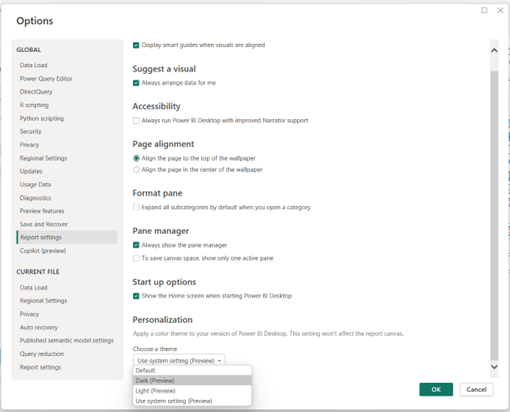 Options
GLOBAL
Data Load
Power Query Editor
DirectQuery
R scripting
Python scripting
Security
Privacy
Regional Settings
Updates
Usage Data
Diagnostics
Preview features
Save and Recover
Report settings
Copilot (preview)
CURRENT FILE
Data Load
Regional Settings
Privacy
Auto recovery
Published semantic model settings
Query reduction
Report settings
Display smart guides when visuals are aligned
Suggest a visual
Always arrange data for me
Accessibility
Always run Power BI Desktop with improved Narrator support
Page alignment
Align the page to the top of the wallpaper
Align the page in the center of the wallpaper
Format pane
Expand all subcategories by default when you open a category
Pane manager
Always show the pane manager
To save canvas space, show only one active pane
Start up options
Show the Home screen when starting Power BI Desktop
Personalization
Apply a color theme to your version of Power BI Desktop. This setting won't affect the report canvas.
Choose a theme
Use system setting (Preview)
Default
Dark (Preview)
Light (Preview)
Use system setting (Preview)
OK
Cancel